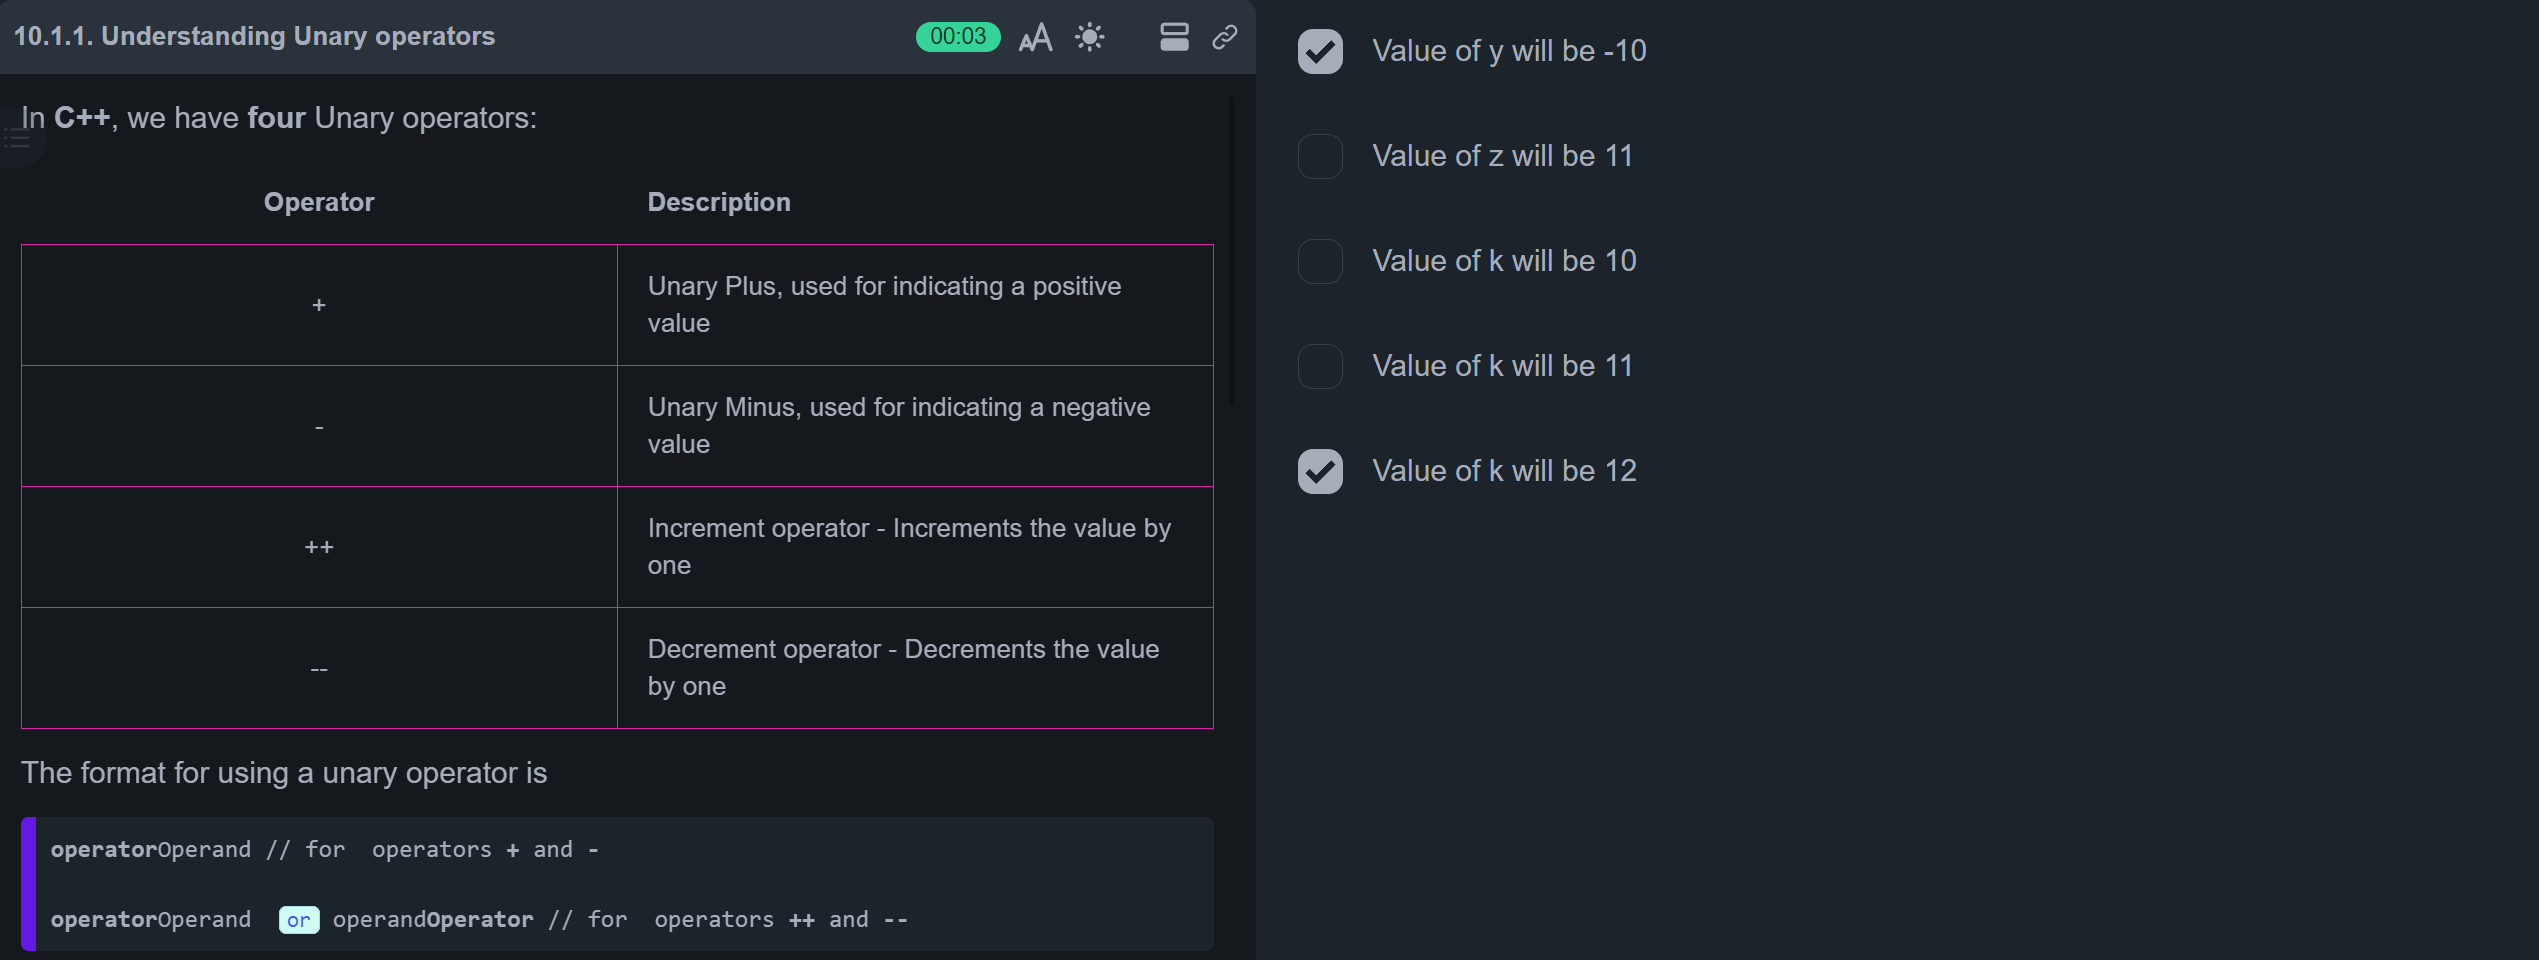 10.1.1. Understanding Unary operators
00:03
In C++, we have four Unary operators:
Operator Description
+ Unary Plus, used for indicating a positive
value
- Unary Minus, used for indicating a negative
value
++ Increment operator - Increments the value by
one
-- Decrement operator - Decrements the value
by one
The format for using a unary operator is
operatorOperand // for  operators + and -
operatorOperand  or operandOperator // for  operators ++ and --
Value of y will be -10
Value of z will be 11
Value of k will be 10
Value of k will be 11
Value of k will be 12